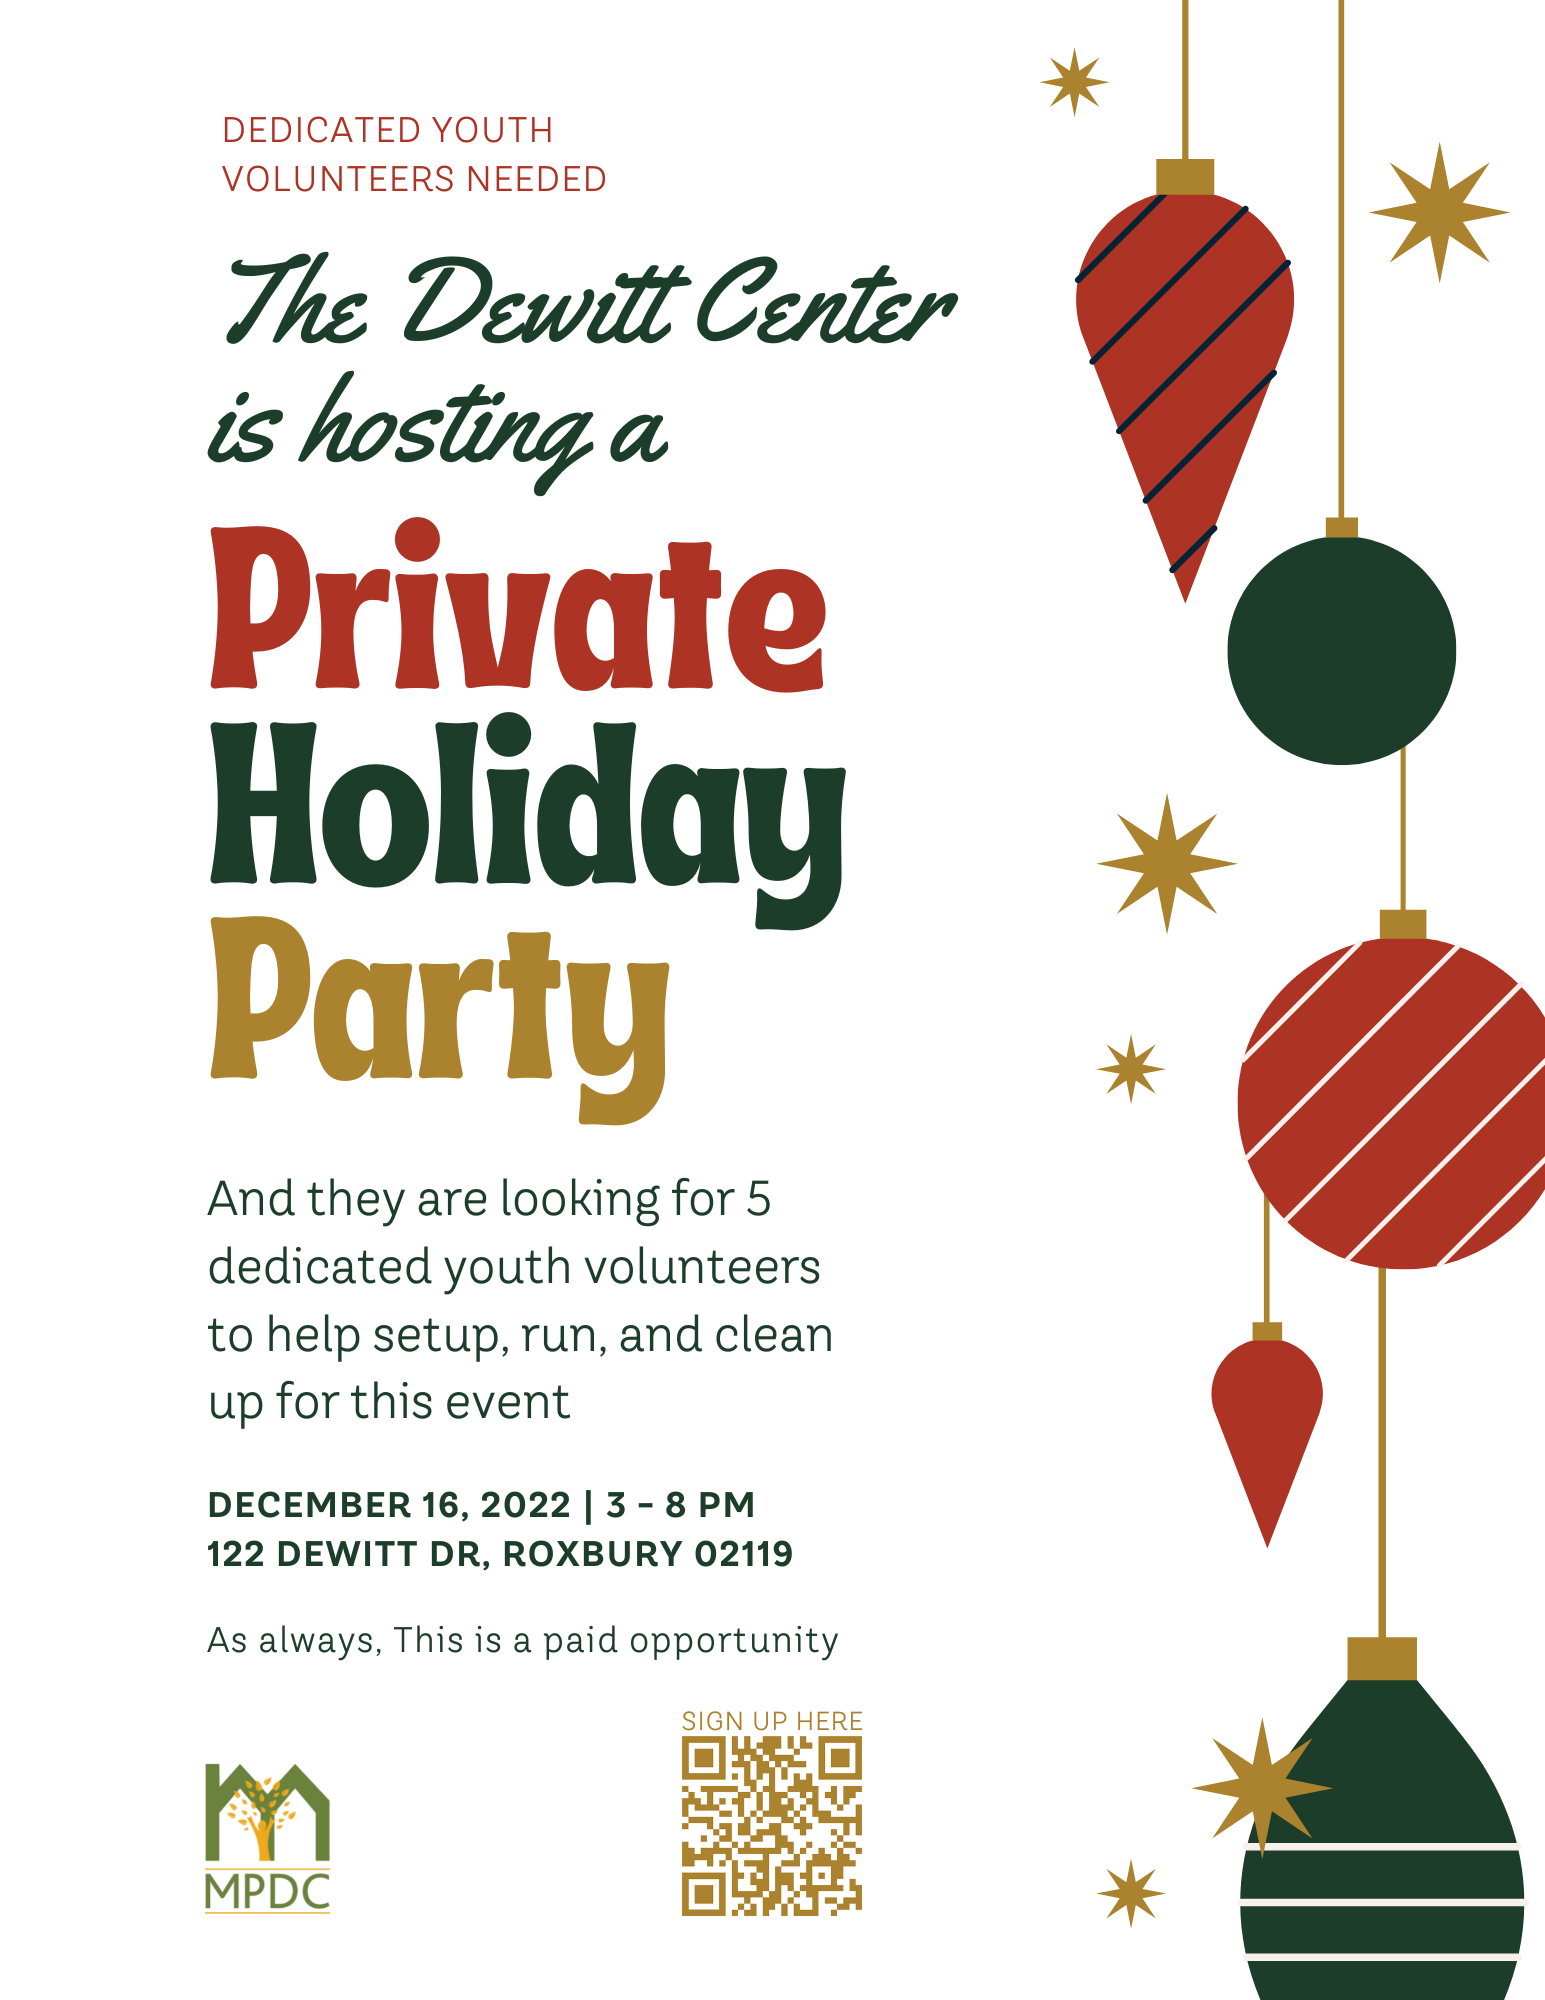 DEDICATED YOUTH
VOLUNTEERS NEEDED
The Dewitt Center
is hosting a
Private
Holiday
Party
And they are looking for 5
dedicated youth volunteers
to help setup, run, and clean
up for this event
DECEMBER 16, 2022 | 3 - 8 PM
122 DEWITT DR, ROXBURY 02119
As always, This is a paid opportunity
SIGN UP HERE
MPDC